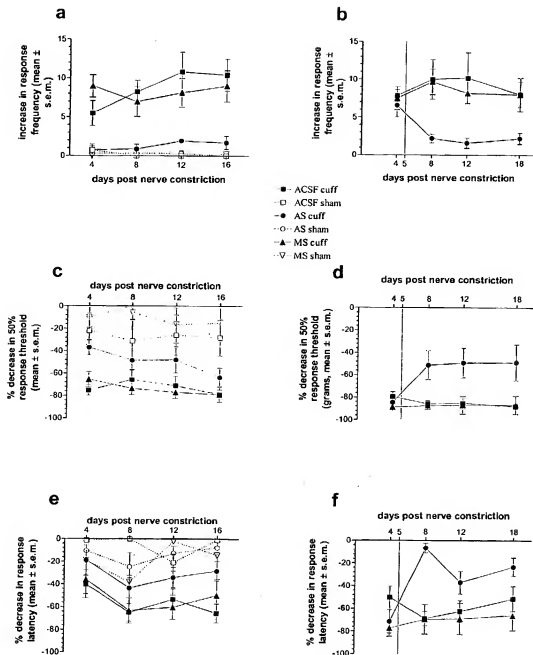 a
increase in response
frequency (mean ±
s.e.m.)
15
10
5
0
4
8
12
16
days post nerve constriction
b
increase in response
frequency (mean ±
s.e.m.)
15
10
5
0
4 5
8
12
18
days post nerve constriction
ACSF cuff
ACSF sham
AS cuff
AS sham
MS cuff
MS sham
c
days post nerve constriction
4
8
12
16
% decrease in 50%
response threshold
(mean ± s.e.m.)
0
-20
-40
-60
-80
-100
d
days post nerve constriction
4 5
8
12
18
% decrease in 50%
response threshold
(grams, mean ± s.e.m.)
0
-20
-40
-60
-80
-100
e
days post nerve constriction
4
8
12
16
% decrease in response
latency (mean ± s.e.m.)
0
-20
-40
-60
-80
-100
f
days post nerve constriction
4 5
8
12
18
% decrease in response
latency (mean ± s.e.m.)
0
-20
-40
-60
-80
-100